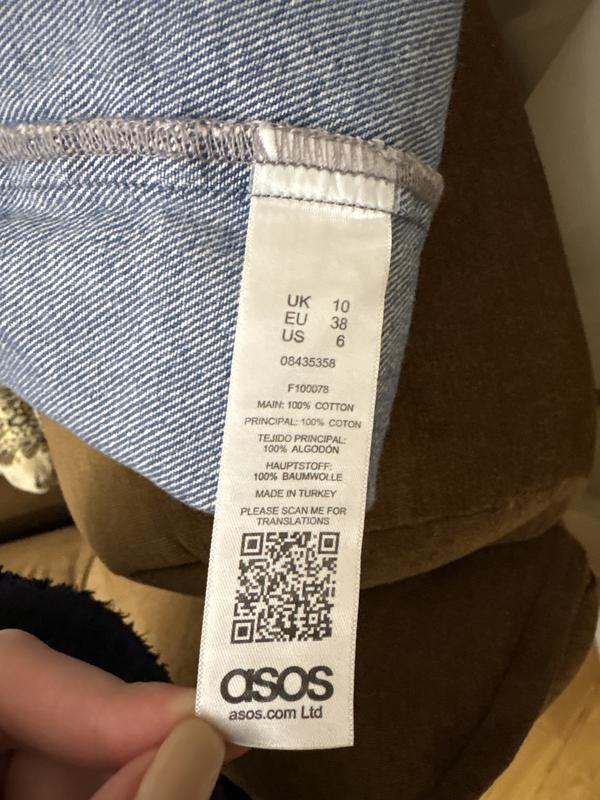 UK 10
EU 38
US 6
08435358
F100078
MAIN: 100% COTTON
PRINCIPAL: 100% COTON
TEJIDO PRINCIPAL:
100% ALGODÓN
HAUPTSTOFF:
100% BAUMWOLLE
MADE IN TURKEY
PLEASE SCAN ME FOR
TRANSLATIONS
asos
asos.com Ltd